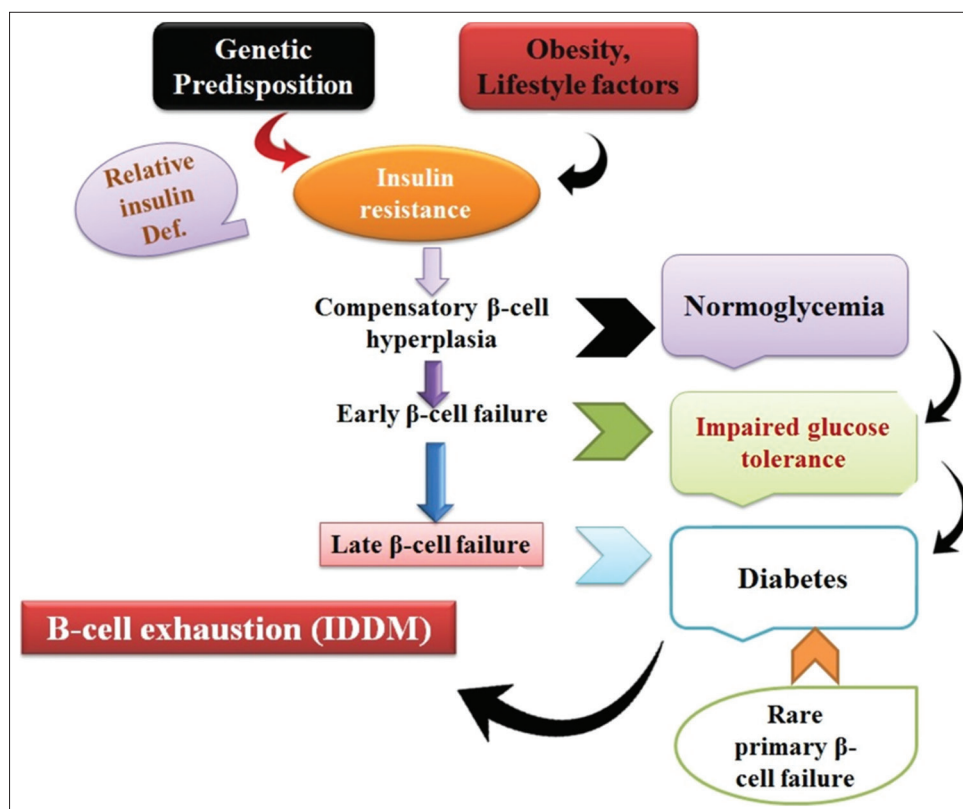 Genetic
Predisposition
Obesity,
Lifestyle factors
Relative
insulin
Def.
Insulin
resistance
Compensatory β-cell
hyperplasia
Normoglycemia
Early β-cell failure
Impaired glucose
tolerance
Late β-cell failure
Diabetes
B-cell exhaustion (IDDM)
Rare
primary β-
cell failure